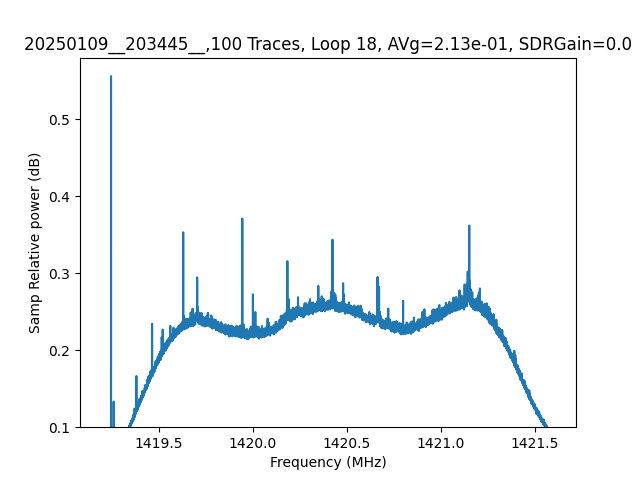 20250109__203445__,100 Traces, Loop 18, AVg=2.13e-01, SDRGain=0.0
Samp Relative power (dB)
0.5
0.4
0.3
0.2
0.1
1419.5 1420.0 1420.5 1421.0 1421.5
Frequency (MHz)